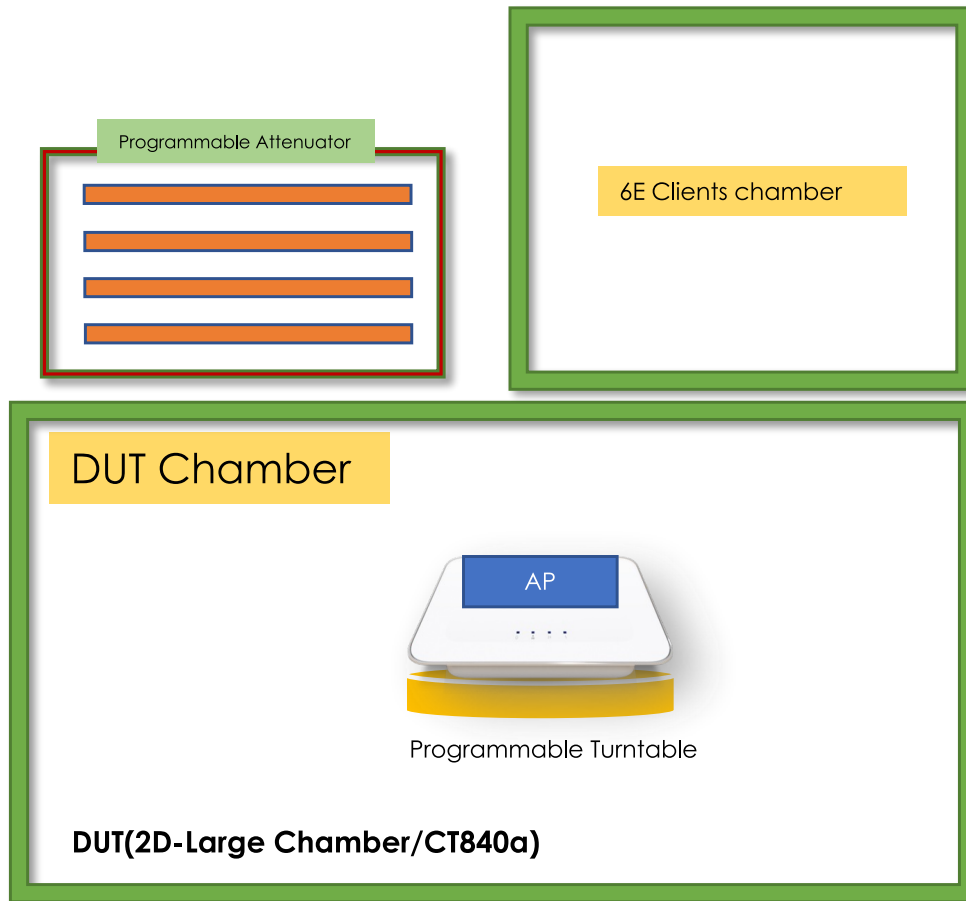 Programmable Attenuator
6E Clients chamber
DUT Chamber
AP
Programmable Turntable
DUT(2D-Large Chamber/CT840a)